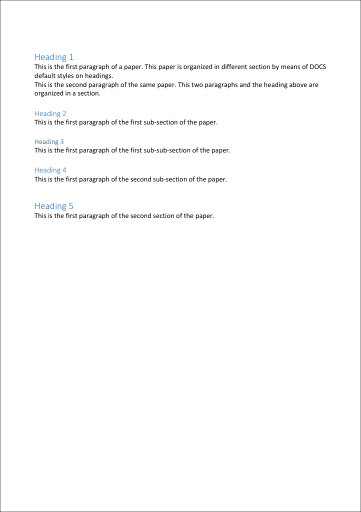 Heading 1
This is the first paragraph of a paper. This paper is organized in different section by means of DOCS
default styles on headings.
This is the second paragraph of the same paper. This two paragraphs and the heading above are
organized in a section.
Heading 2
This is the first paragraph of the first sub-section of the paper.
Heading 3
This is the first paragraph of the first sub-sub-section of the paper.
Heading 4
This is the first paragraph of the second sub-section of the paper.
Heading 5
This is the first paragraph of the second section of the paper.